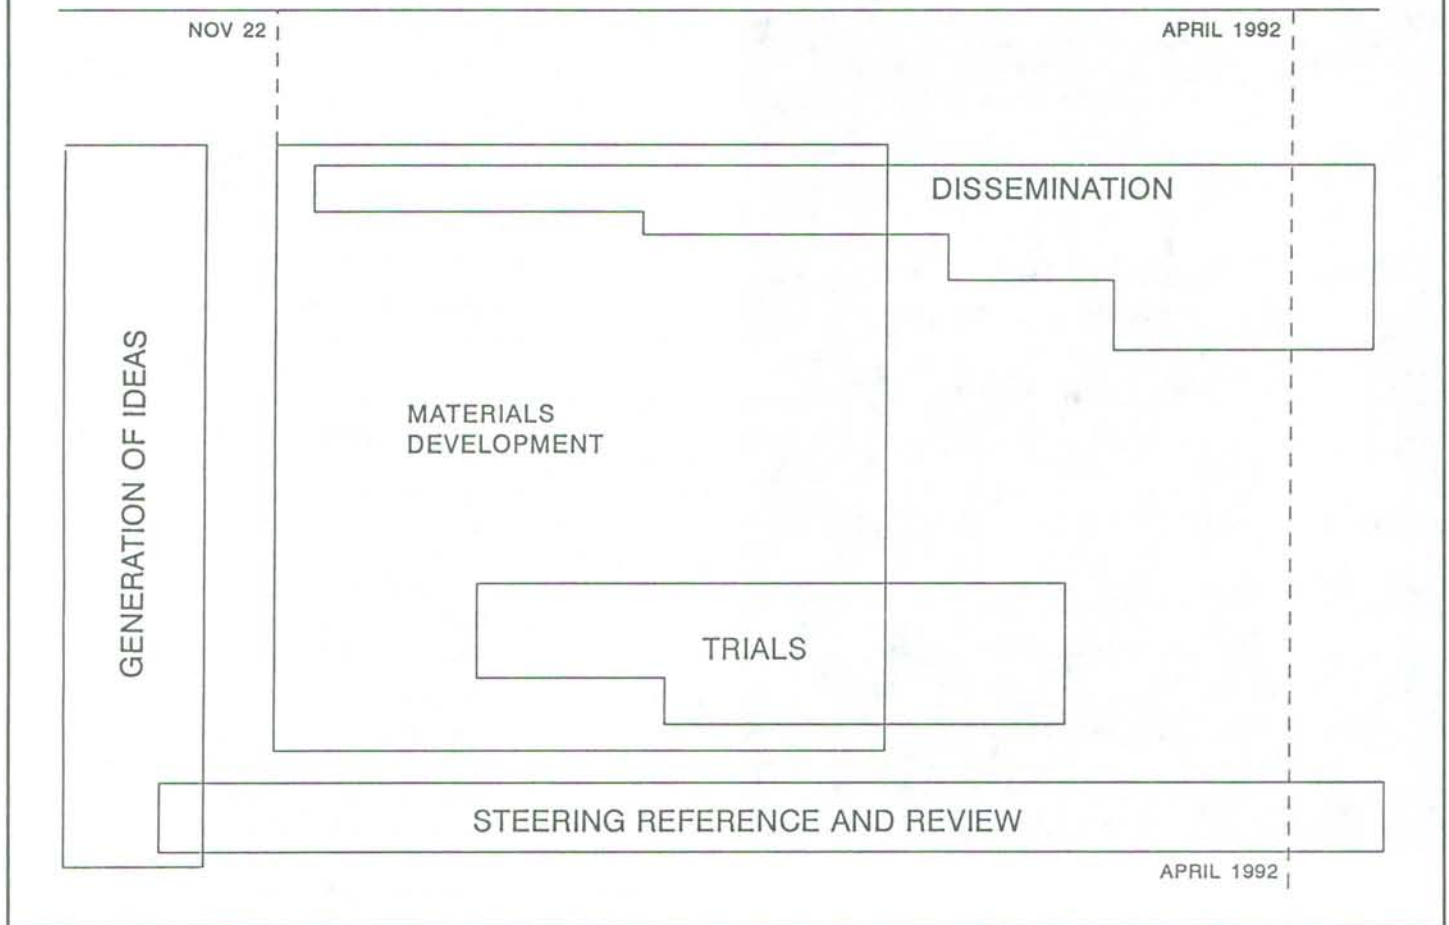 NOV 22
APRIL 1992
DISSEMINATION
GENERATION OF IDEAS
MATERIALS
DEVELOPMENT
TRIALS
STEERING REFERENCE AND REVIEW
APRIL 1992